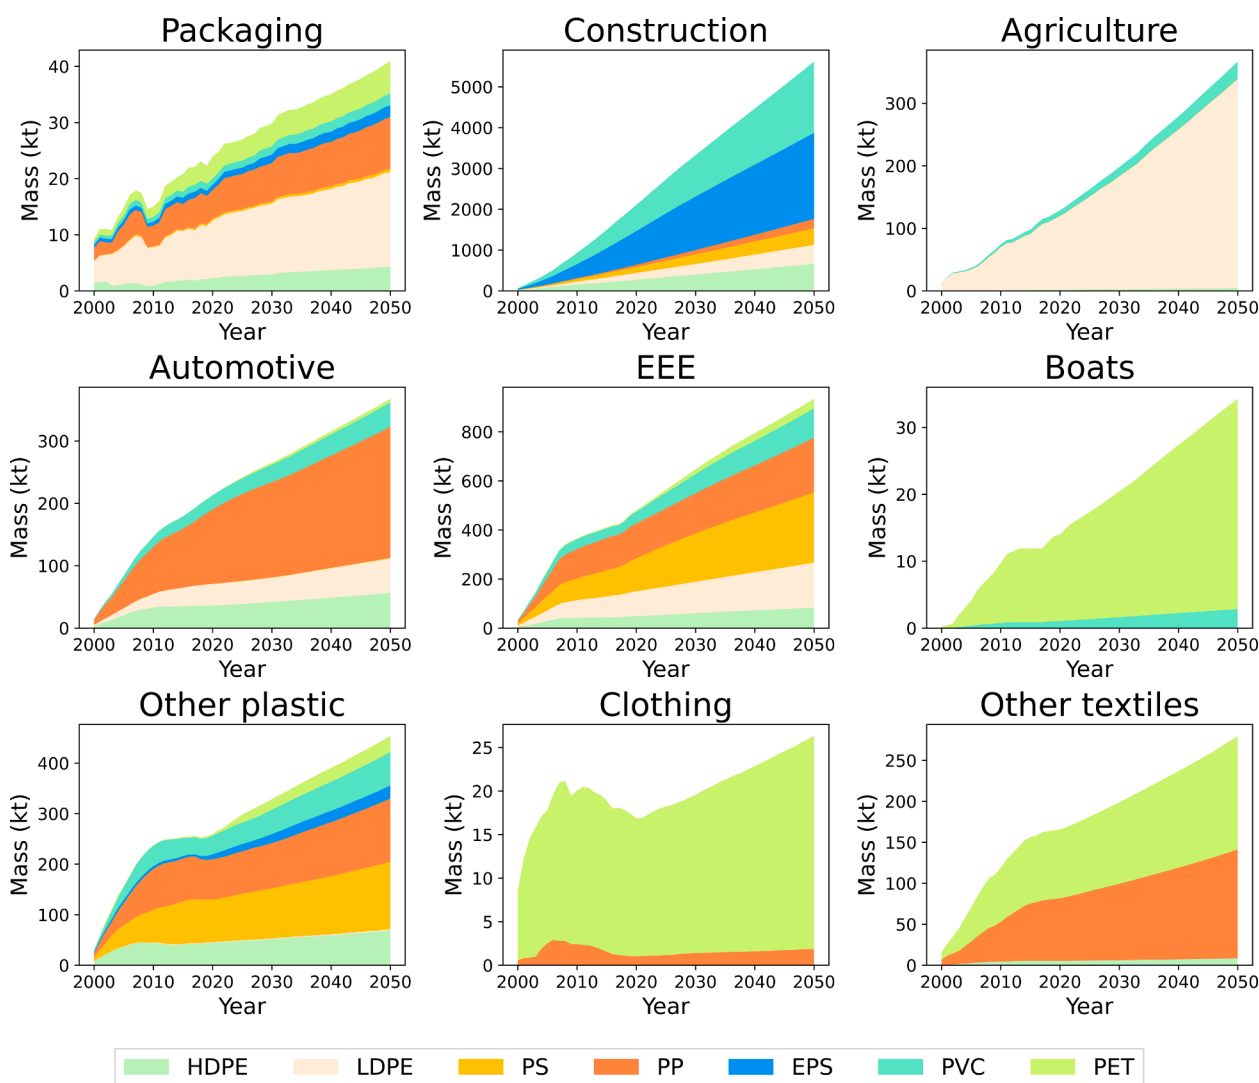 Packaging
Construction
Agriculture
Mass (kt)
40
30
20
10
0
2000 2010 2020 2030 2040 2050
Year
Mass (kt)
5000
4000
3000
2000
1000
0
2000 2010 2020 2030 2040 2050
Year
Mass (kt)
300
200
100
0
2000 2010 2020 2030 2040 2050
Year
Automotive
EEE
Boats
Mass (kt)
300
200
100
0
2000 2010 2020 2030 2040 2050
Year
Mass (kt)
800
600
400
200
0
2000 2010 2020 2030 2040 2050
Year
Mass (kt)
30
20
10
0
2000 2010 2020 2030 2040 2050
Year
Other plastic
Clothing
Other textiles
Mass (kt)
400
300
200
100
0
2000 2010 2020 2030 2040 2050
Year
Mass (kt)
25
20
15
10
5
0
2000 2010 2020 2030 2040 2050
Year
Mass (kt)
250
200
150
100
50
0
2000 2010 2020 2030 2040 2050
Year
HDPE LDPE PS PP EPS PVC PET